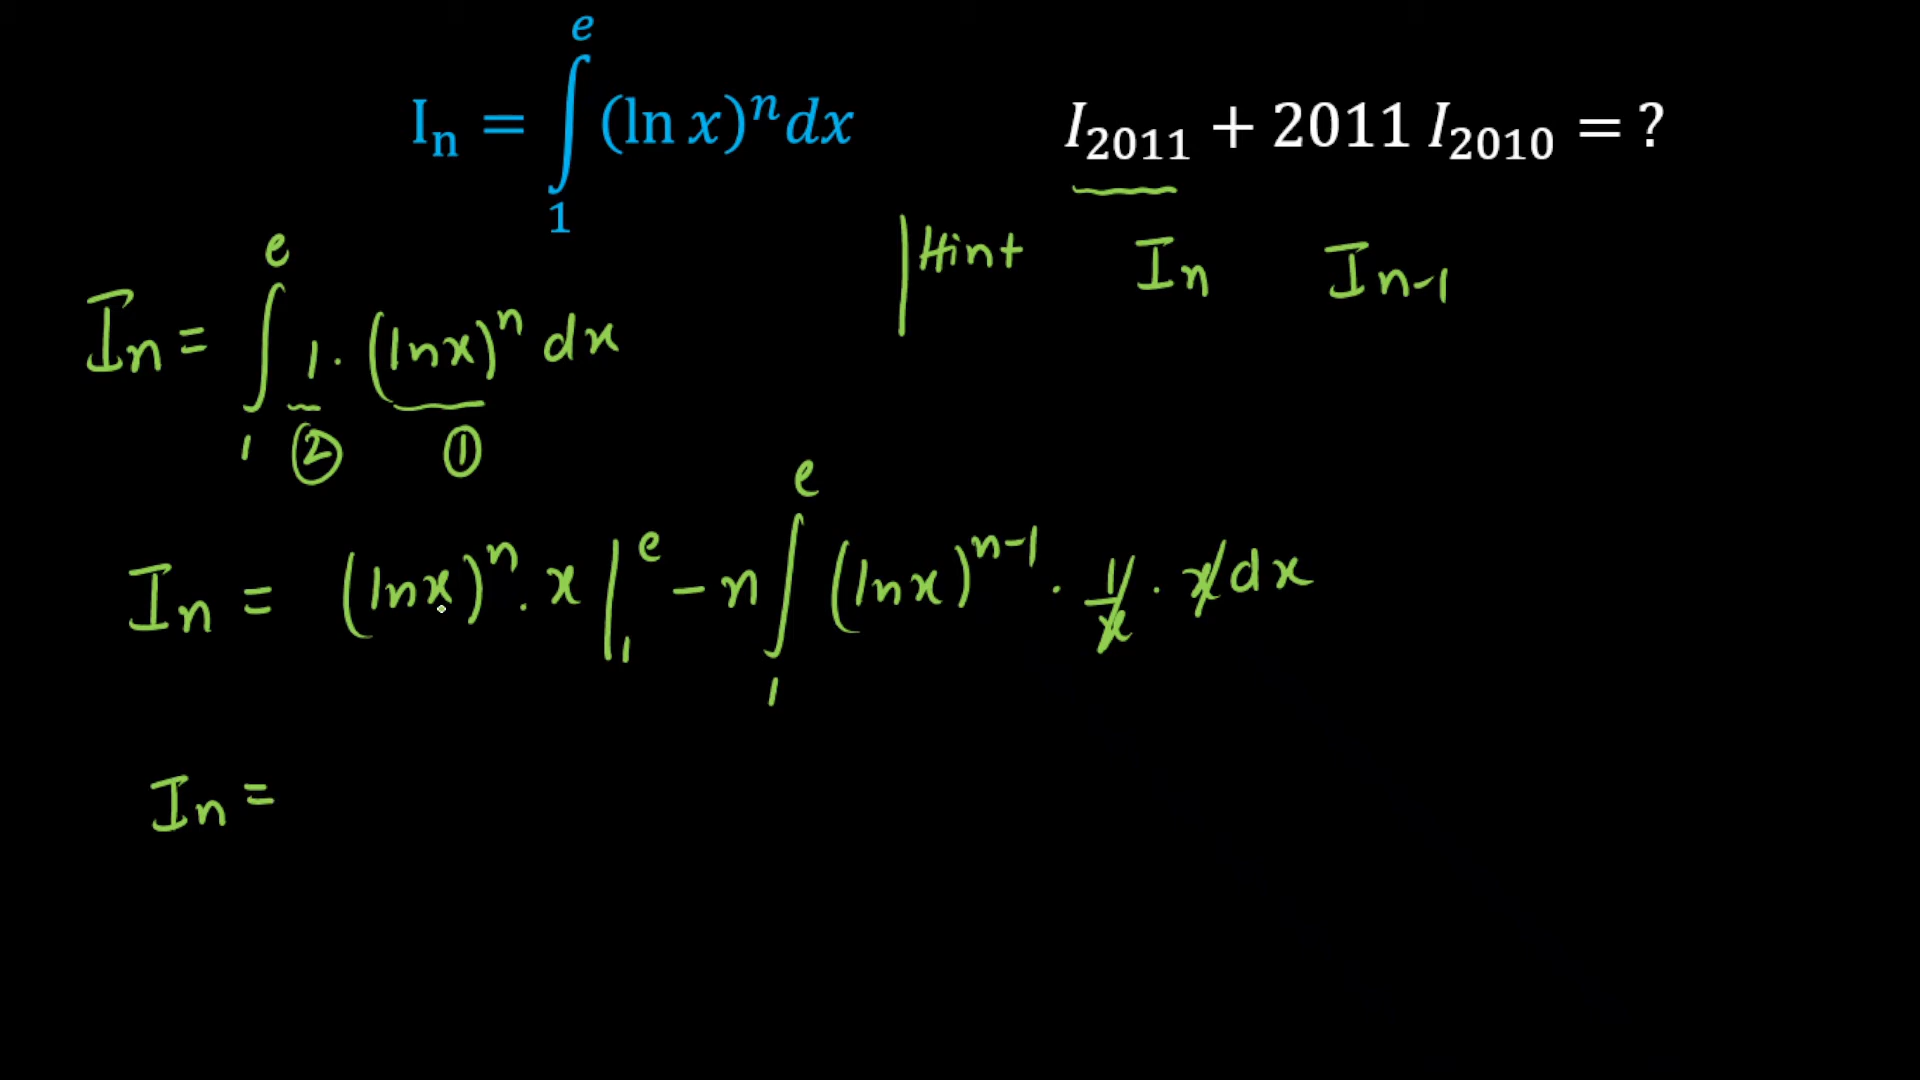 Iₙ = ∫₁ᵉ (ln x)ⁿ dx
I₂₀₁₁ + 2011 I₂₀₁₀ = ?
Hint Iₙ Iₙ₋₁
Iₙ = ∫₁ᵉ 1 · (ln x)ⁿ dx
② ①
Iₙ = (ln x)ⁿ · x |₁ᵉ − n ∫₁ᵉ (ln x)ⁿ⁻¹ · 1/x · x dx
Iₙ =